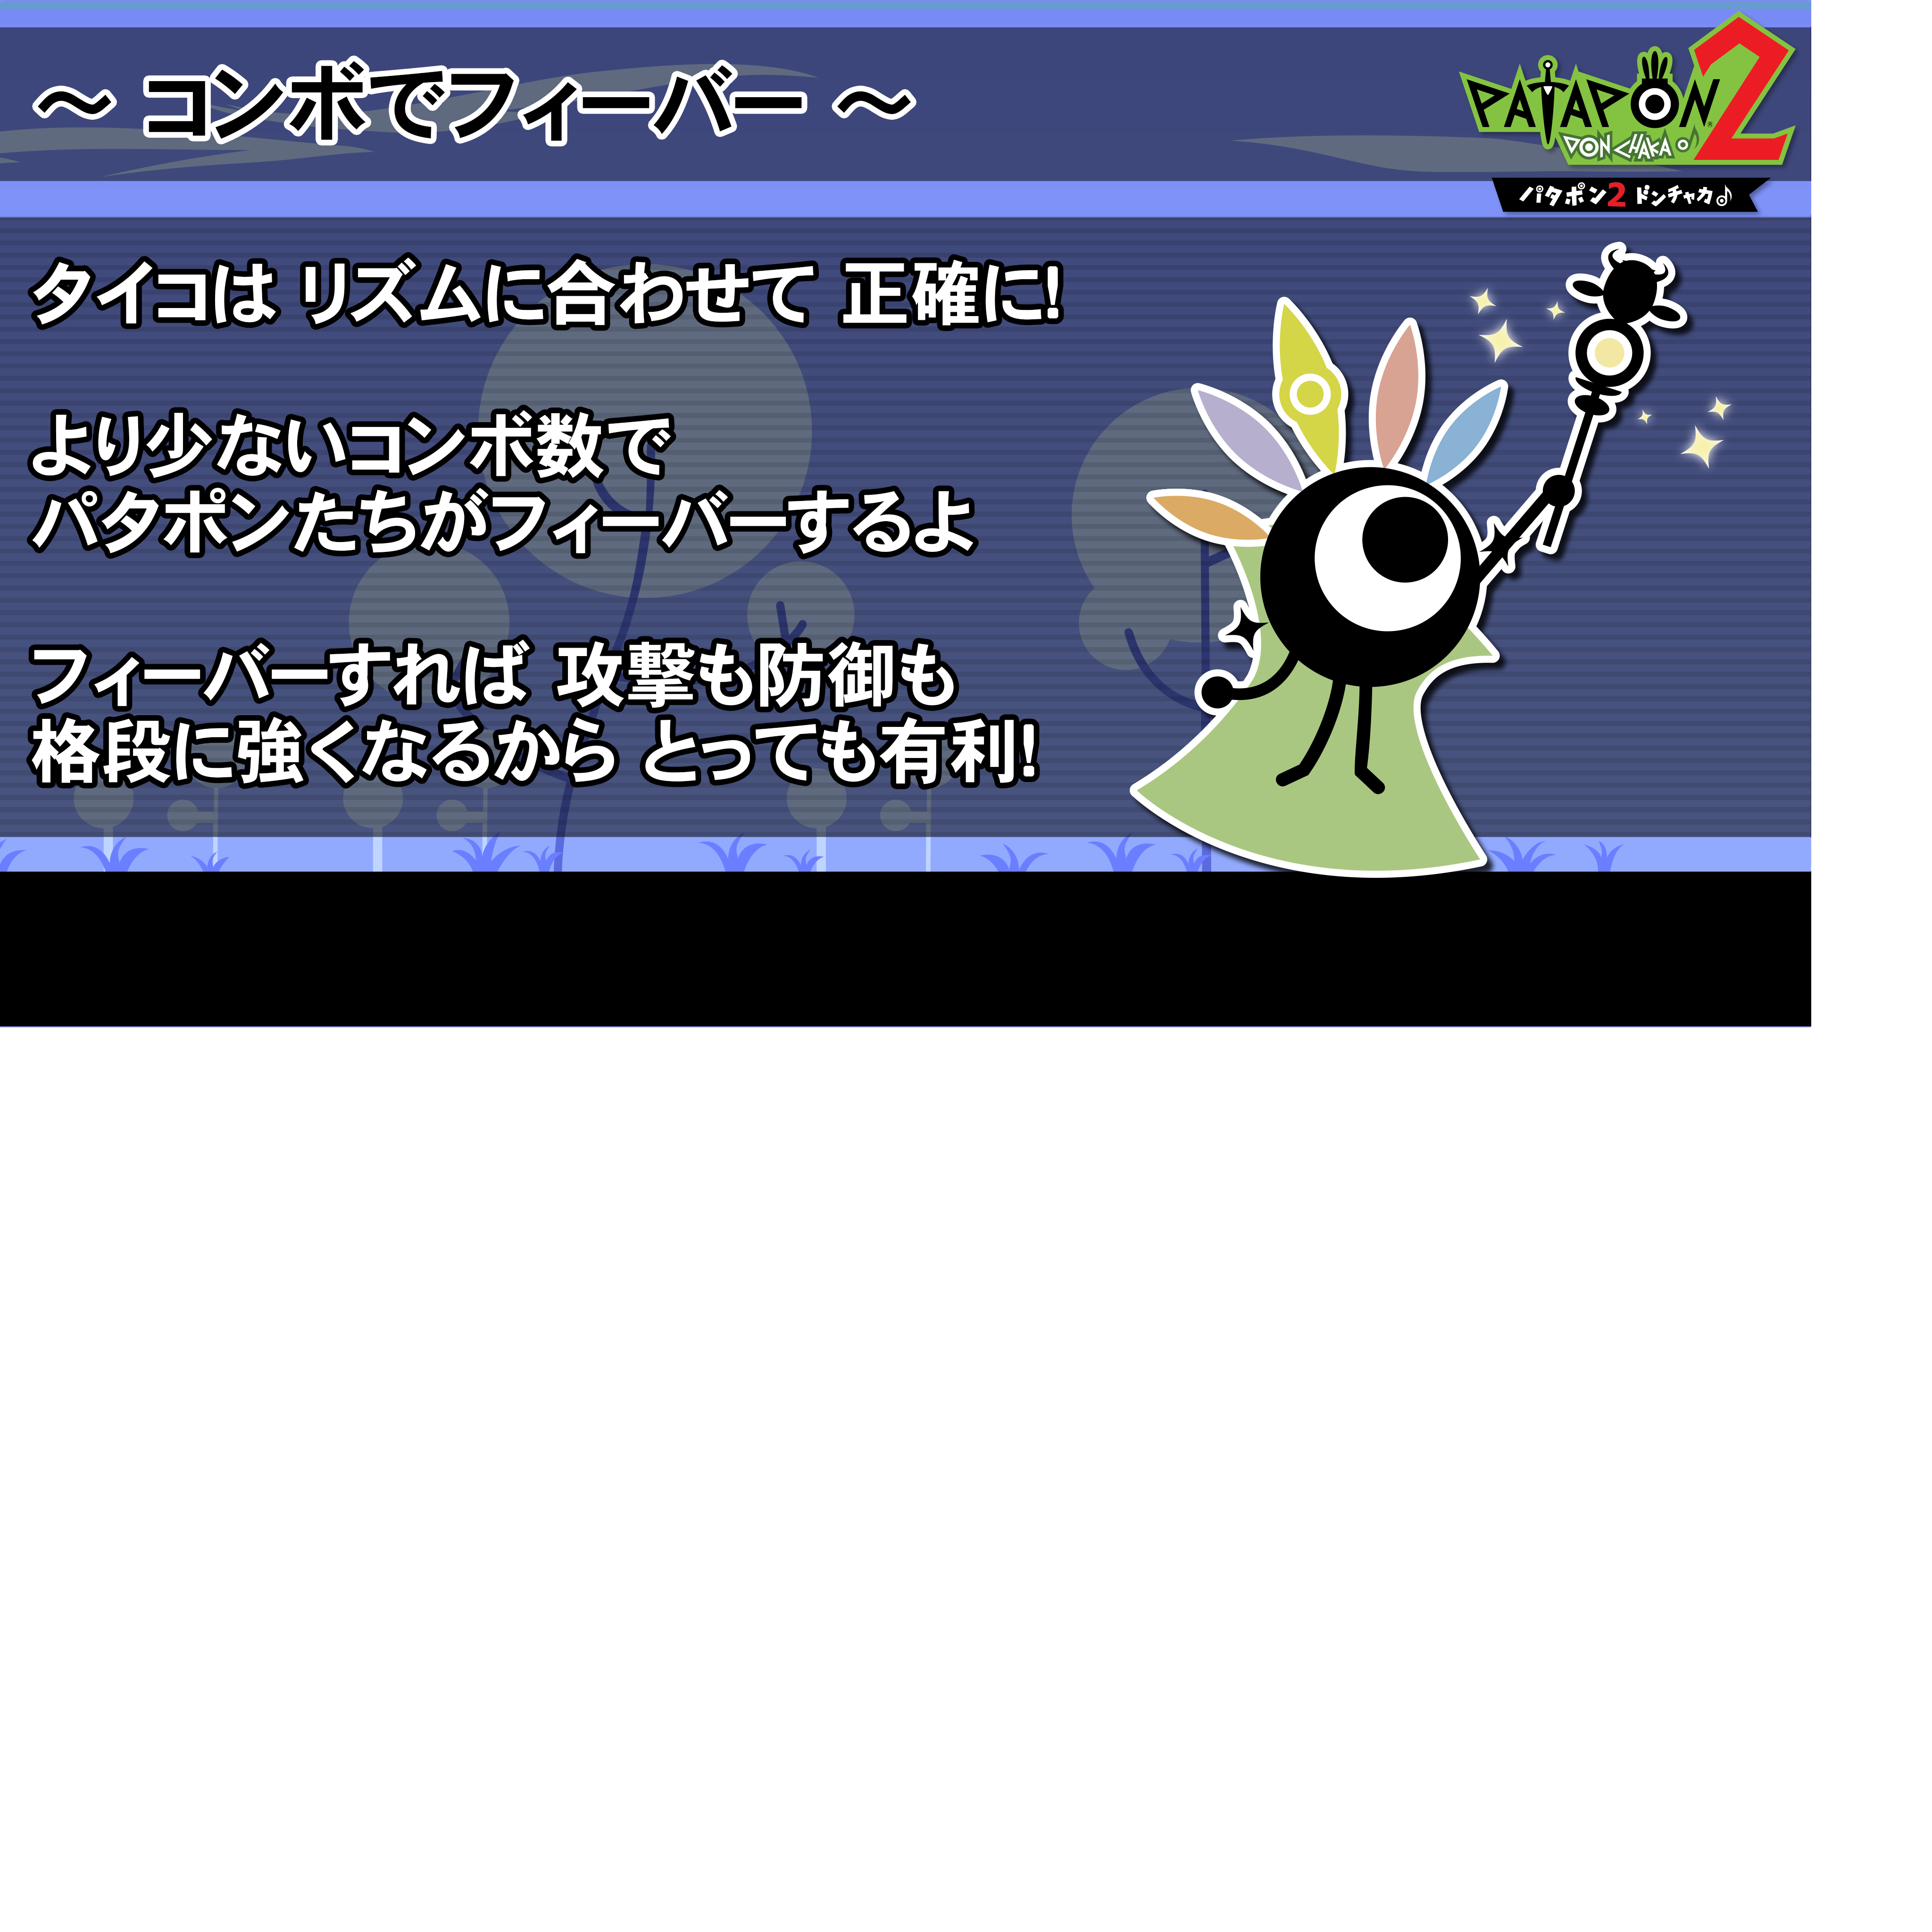 ～ コンボでフィーバー ～
PATAPON 2
DON CHAKA♪
パタポン2 ドンチャカ♪
タイコは リズムに合わせて 正確に!
より少ないコンボ数で
パタポンたちがフィーバーするよ
フィーバーすれば 攻撃も防御も
格段に強くなるから とっても有利!